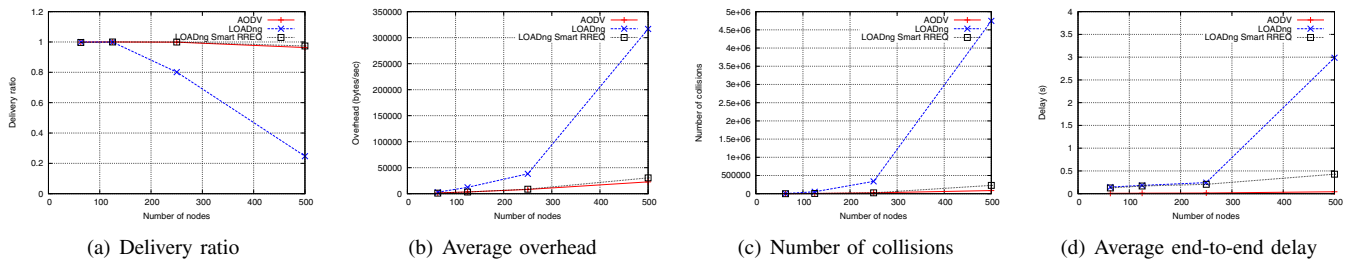 AODV
LOADng
LOADng Smart RREQ
Delivery ratio
1.2
1
0.8
0.6
0.4
0.2
0
0 100 200 300 400 500
Number of nodes
(a) Delivery ratio
AODV
LOADng
LOADng Smart RREQ
Overhead (bytes/sec)
350000
300000
250000
200000
150000
100000
50000
0
0 100 200 300 400 500
Number of nodes
(b) Average overhead
AODV
LOADng
LOADng Smart RREQ
Number of collisions
5e+06
4.5e+06
4e+06
3.5e+06
3e+06
2.5e+06
2e+06
1.5e+06
1e+06
500000
0
0 100 200 300 400 500
Number of nodes
(c) Number of collisions
AODV
LOADng
LOADng Smart RREQ
Delay (s)
4
3.5
3
2.5
2
1.5
1
0.5
0
0 100 200 300 400 500
Number of nodes
(d) Average end-to-end delay